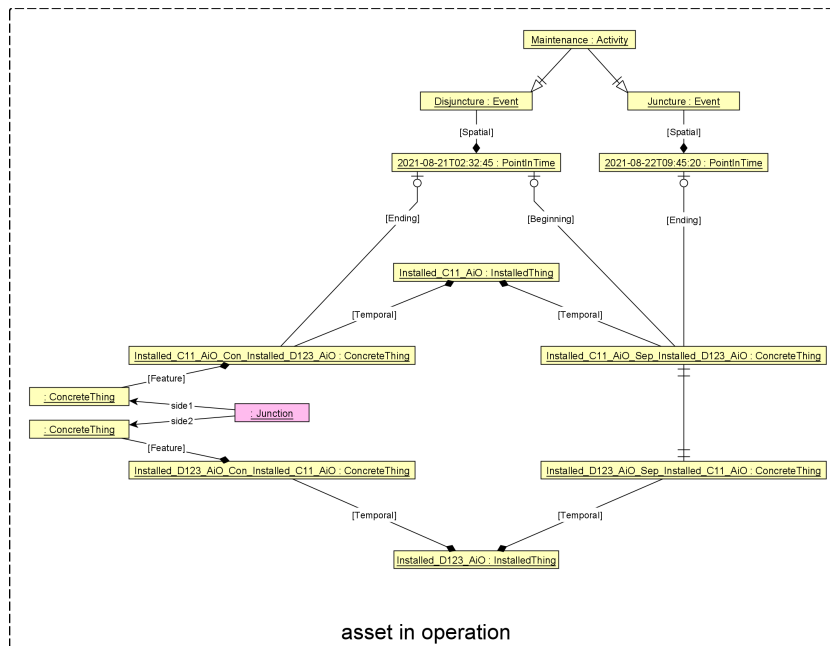 Maintenance : Activity
Disjuncture : Event
Juncture : Event
[Spatial]
[Spatial]
2021-08-21T02:32:45 : PointInTime
2021-08-22T09:45:20 : PointInTime
[Ending]
[Beginning]
[Ending]
Installed_C11_AiO : InstalledThing
[Temporal]
[Temporal]
Installed_C11_AiO_Con_Installed_D123_AiO : ConcreteThing
Installed_C11_AiO_Sep_Installed_D123_AiO : ConcreteThing
[Feature]
: ConcreteThing
side1
: Junction
side2
: ConcreteThing
[Feature]
Installed_D123_AiO_Con_Installed_C11_AiO : ConcreteThing
Installed_D123_AiO_Sep_Installed_C11_AiO : ConcreteThing
[Temporal]
[Temporal]
Installed_D123_AiO : InstalledThing
asset in operation